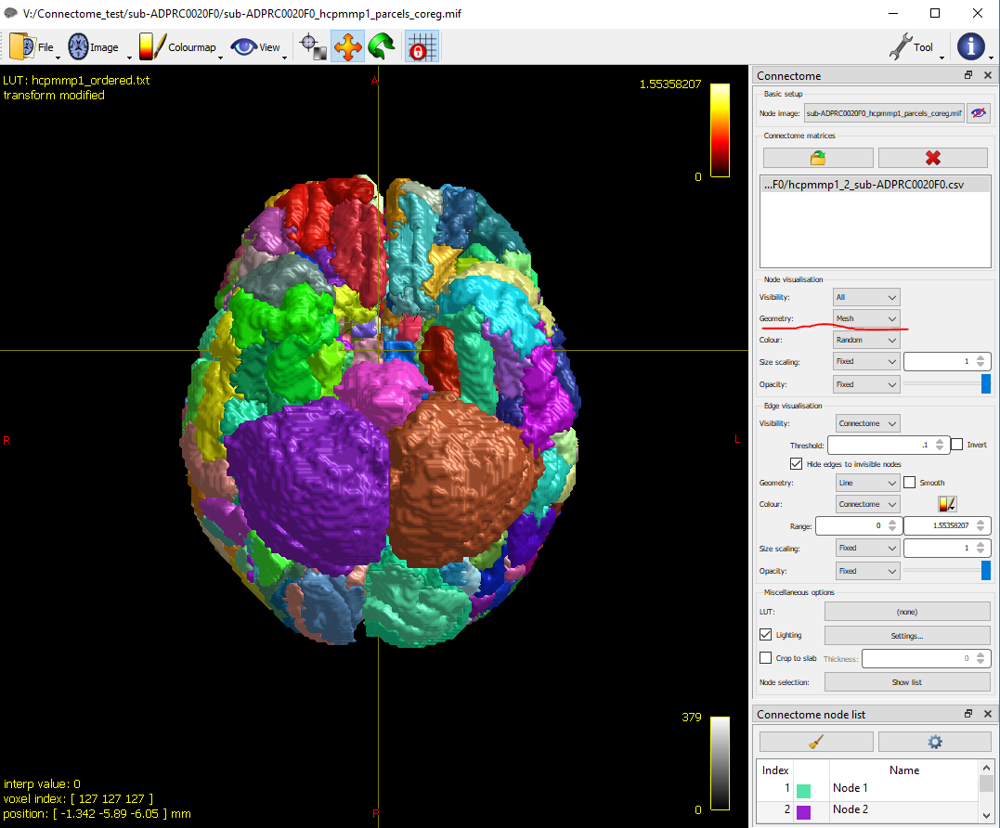 V:/Connectome_test/sub-ADPRC0020F0/sub-ADPRC0020F0_hcpmmp1_parcels_coreg.mif
File Image Colourmap View Tool
LUT: hcpmmp1_ordered.txt
transform modified
A
1.55358207
0
R
L
379
0
interp value: 0
voxel index: [ 127 127 127 ]
position: [ -1.342 -5.89 -6.05 ] mm
P
Connectome
Basic setup
Node image: sub-ADPRC0020F0_hcpmmp1_parcels_coreg.mif
Connectome matrices
...F0/hcpmmp1_2_sub-ADPRC0020F0.csv
Node visualisation
Visibility: All
Geometry: Mesh
Colour: Random
Size scaling: Fixed 1
Opacity: Fixed
Edge visualisation
Visibility: Connectome
Threshold: .1 Invert
Hide edges to invisible nodes
Geometry: Line Smooth
Colour: Connectome
Range: 0 1.55358207
Size scaling: Fixed 1
Opacity: Fixed
Miscellaneous options
LUT: (none)
Lighting Settings...
Crop to slab Thickness: 0
Node selection: Show list
Connectome node list
Index Name
1 Node 1
2 Node 2